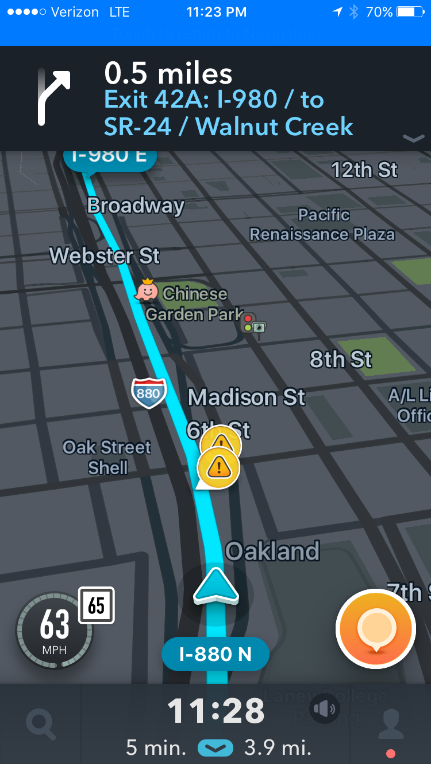 Verizon LTE 11:23 PM 70%
0.5 miles
Exit 42A: I-980 / to
SR-24 / Walnut Creek
I-980 E
12th St
Broadway
Pacific
Renaissance Plaza
Webster St
Chinese
Garden Park
8th St
880
Madison St
A/L Li
Offic
6th St
Oak Street
Shell
Oakland
7th S
65
63
MPH
I-880 N
11:28
5 min. 3.9 mi.